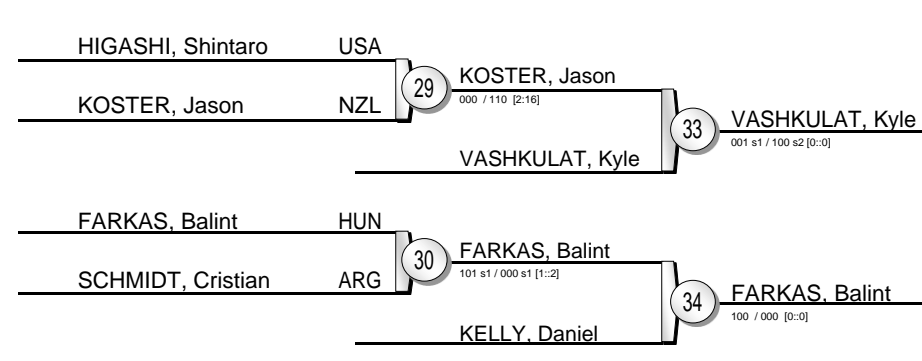 HIGASHI, Shintaro USA
KOSTER, Jason NZL
29
KOSTER, Jason
000 / 110 [2:16]
VASHKULAT, Kyle
33
VASHKULAT, Kyle
001 s1 / 100 s2 [0::0]
FARKAS, Balint HUN
SCHMIDT, Cristian ARG
30
FARKAS, Balint
101 s1 / 000 s1 [1::2]
KELLY, Daniel
34
FARKAS, Balint
100 / 000 [0::0]